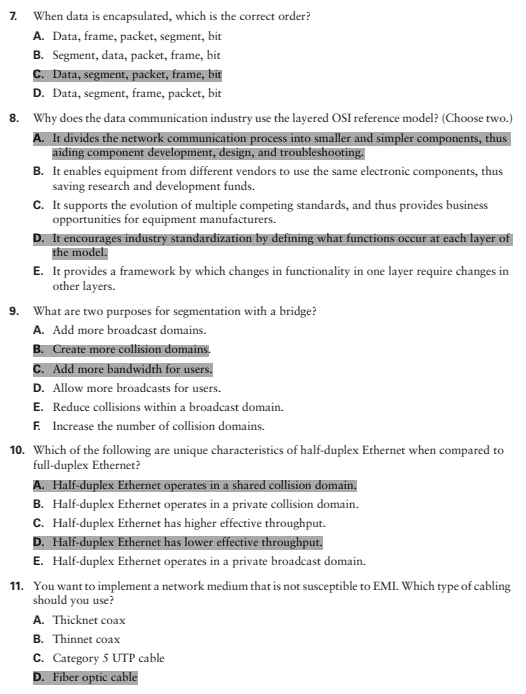 7. When data is encapsulated, which is the correct order?
A. Data, frame, packet, segment, bit
B. Segment, data, packet, frame, bit
C. Data, segment, packet, frame, bit
D. Data, segment, frame, packet, bit
8. Why does the data communication industry use the layered OSI reference model? (Choose two.)
A. It divides the network communication process into smaller and simpler components, thus
aiding component development, design, and troubleshooting.
B. It enables equipment from different vendors to use the same electronic components, thus
saving research and development funds.
C. It supports the evolution of multiple competing standards, and thus provides business
opportunities for equipment manufacturers.
D. It encourages industry standardization by defining what functions occur at each layer of
the model.
E. It provides a framework by which changes in functionality in one layer require changes in
other layers.
9. What are two purposes for segmentation with a bridge?
A. Add more broadcast domains.
B. Create more collision domains.
C. Add more bandwidth for users.
D. Allow more broadcasts for users.
E. Reduce collisions within a broadcast domain.
F. Increase the number of collision domains.
10. Which of the following are unique characteristics of half-duplex Ethernet when compared to
full-duplex Ethernet?
A. Half-duplex Ethernet operates in a shared collision domain.
B. Half-duplex Ethernet operates in a private collision domain.
C. Half-duplex Ethernet has higher effective throughput.
D. Half-duplex Ethernet has lower effective throughput.
E. Half-duplex Ethernet operates in a private broadcast domain.
11. You want to implement a network medium that is not susceptible to EMI. Which type of cabling
should you use?
A. Thicknet coax
B. Thinnet coax
C. Category 5 UTP cable
D. Fiber optic cable